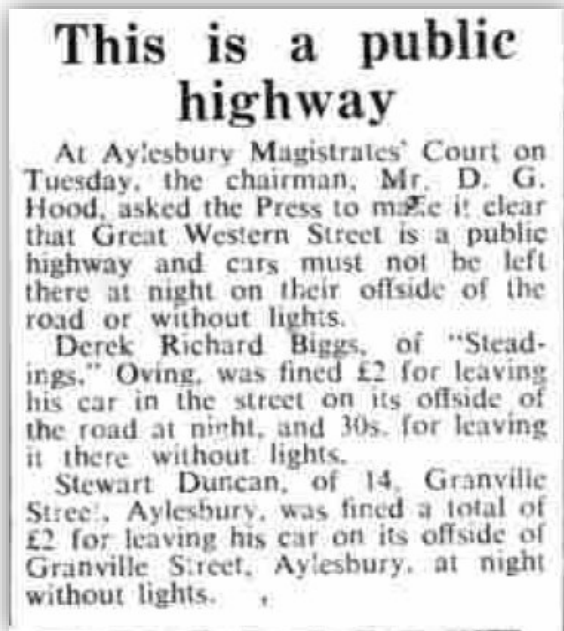 This is a public
highway
At Aylesbury Magistrates' Court on
Tuesday, the chairman, Mr. D. G.
Hood, asked the Press to make it clear
that Great Western Street is a public
highway and cars must not be left
there at night on their offside of the
road or without lights.
Derek Richard Biggs, of "Stead-
ings," Oving, was fined £2 for leaving
his car in the street on its offside of
the road at night, and 30s. for leaving
it there without lights.
Stewart Duncan, of 14, Granville
Street, Aylesbury, was fined a total of
£2 for leaving his car on its offside of
Granville Street, Aylesbury, at night
without lights.